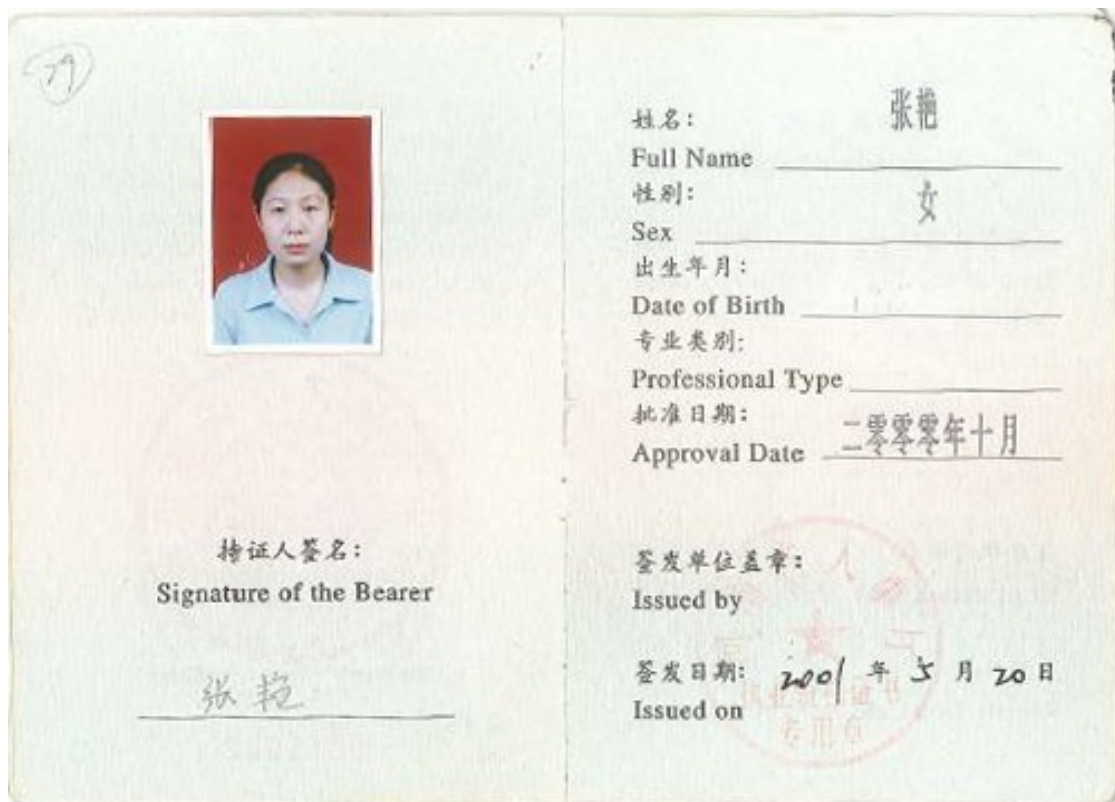 79
持证人签名：
Signature of the Bearer
张艳
姓名： 张艳
Full Name
性别： 女
Sex
出生年月：
Date of Birth
专业类别:
Professional Type
批准日期： 二零零零年十月
Approval Date
签发单位盖章：
Issued by
签发日期： 2001 年 5 月 20 日
Issued on
专用章